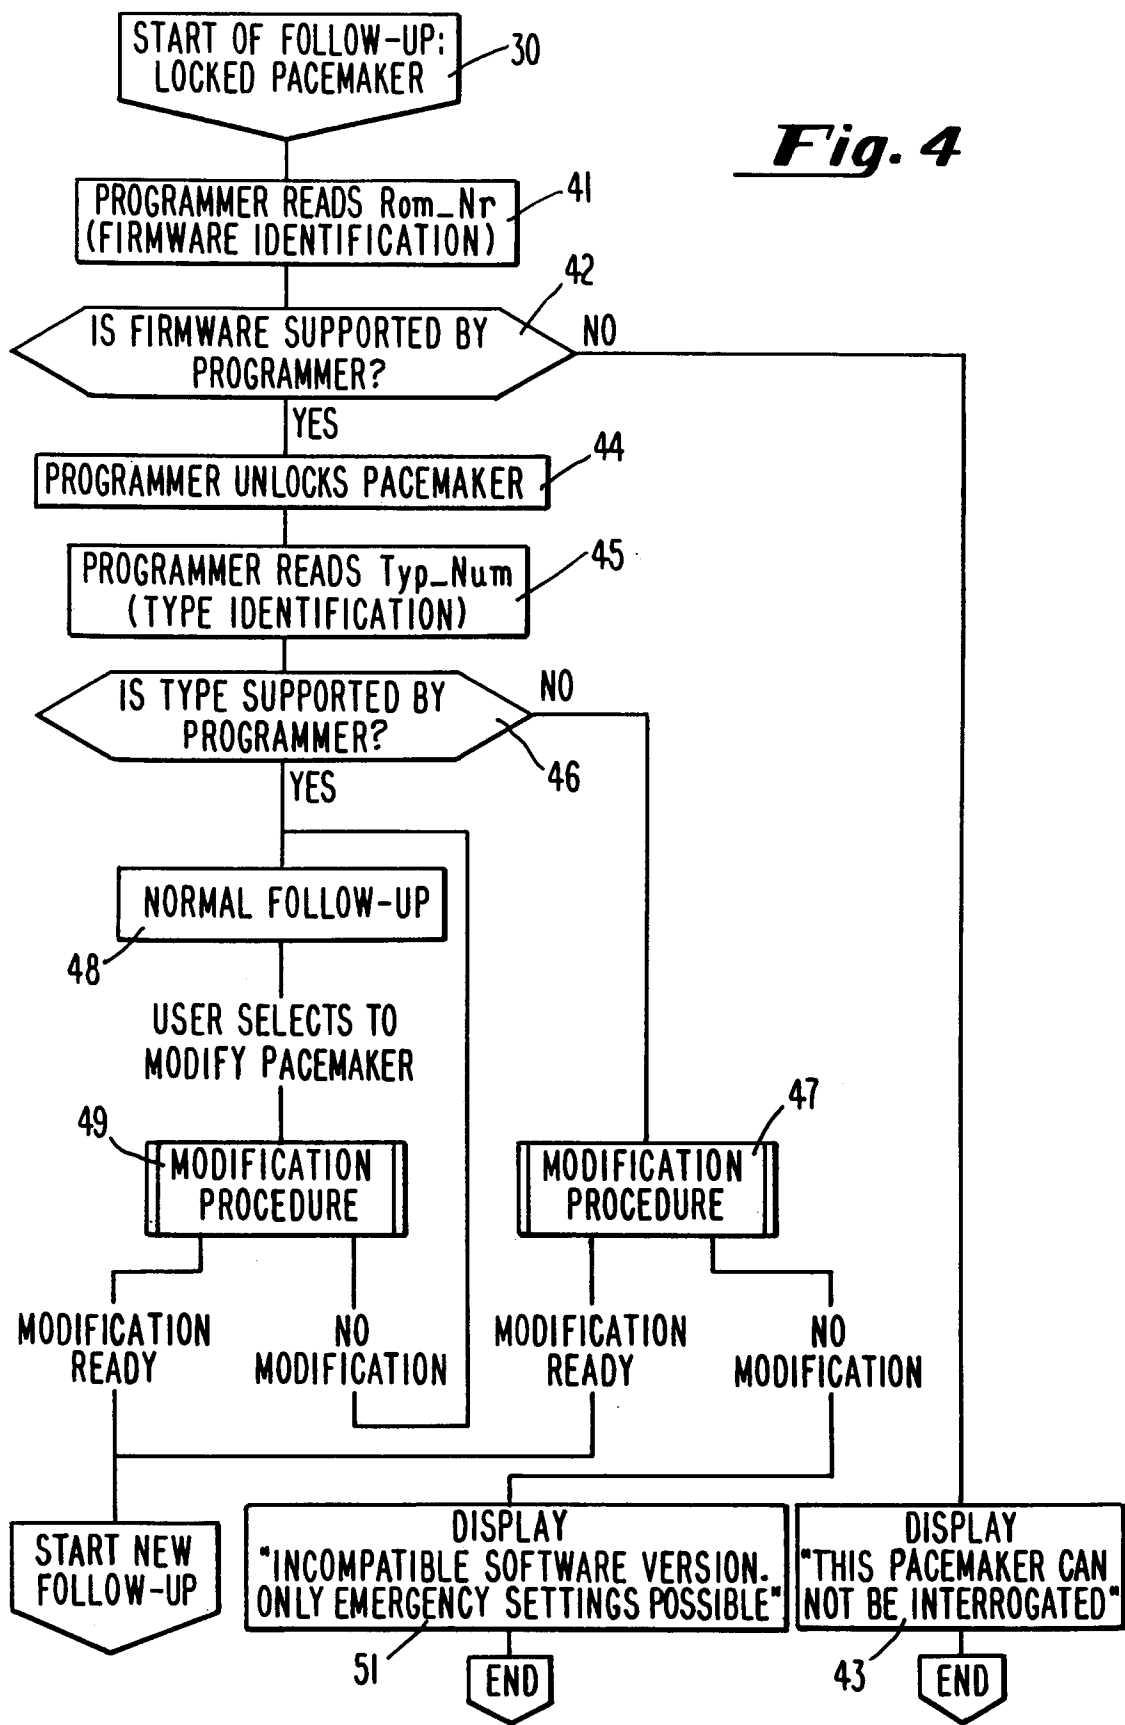 START OF FOLLOW-UP:
LOCKED PACEMAKER
30
Fig. 4
PROGRAMMER READS Rom_Nr
(FIRMWARE IDENTIFICATION)
41
42
IS FIRMWARE SUPPORTED BY
PROGRAMMER?
NO
YES
44
PROGRAMMER UNLOCKS PACEMAKER
45
PROGRAMMER READS Typ_Num
(TYPE IDENTIFICATION)
IS TYPE SUPPORTED BY
PROGRAMMER?
NO
46
YES
NORMAL FOLLOW-UP
48
USER SELECTS TO
MODIFY PACEMAKER
49
47
MODIFICATION
PROCEDURE
MODIFICATION
PROCEDURE
MODIFICATION
READY
NO
MODIFICATION
MODIFICATION
READY
NO
MODIFICATION
START NEW
FOLLOW-UP
DISPLAY
"INCOMPATIBLE SOFTWARE VERSION.
ONLY EMERGENCY SETTINGS POSSIBLE"
DISPLAY
"THIS PACEMAKER CAN
NOT BE INTERROGATED"
51
43
END
END